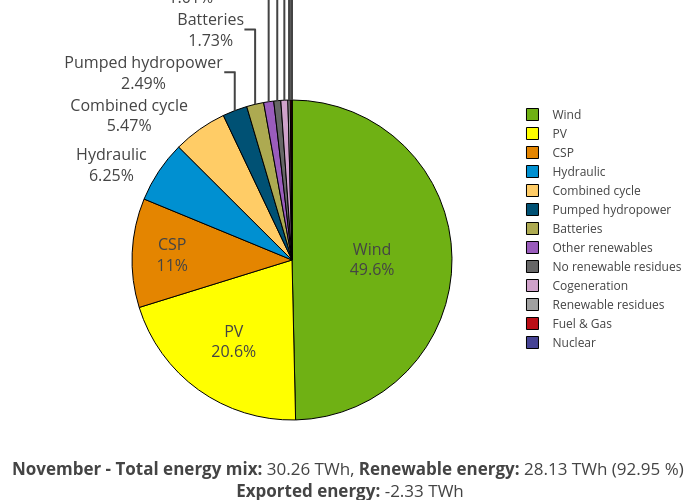 Batteries
1.73%
Pumped hydropower
2.49%
Combined cycle
5.47%
Hydraulic
6.25%
CSP
11%
PV
20.6%
Wind
49.6%
Wind
PV
CSP
Hydraulic
Combined cycle
Pumped hydropower
Batteries
Other renewables
No renewable residues
Cogeneration
Renewable residues
Fuel & Gas
Nuclear
November - Total energy mix: 30.26 TWh, Renewable energy: 28.13 TWh (92.95 %)
Exported energy: -2.33 TWh